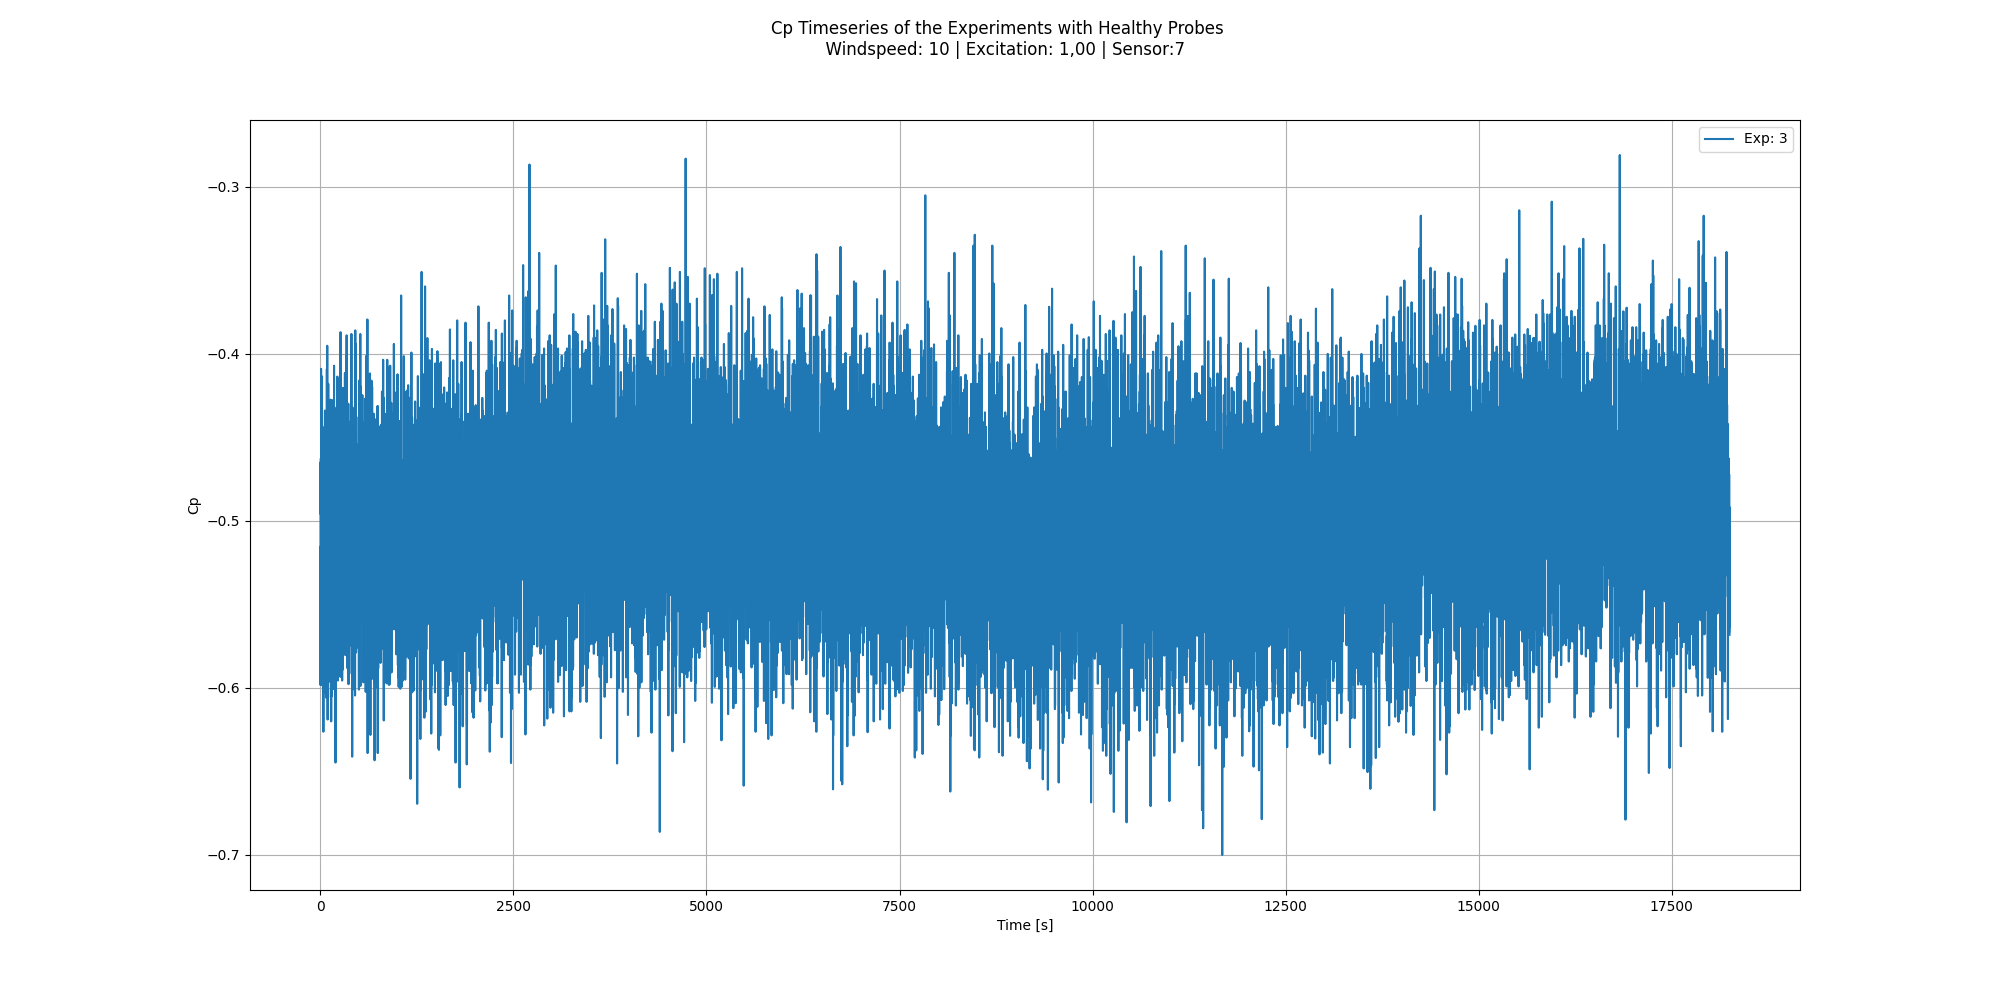 Cp Timeseries of the Experiments with Healthy Probes
Windspeed: 10 | Excitation: 1,00 | Sensor:7
Exp: 3
−0.3
−0.4
−0.5
−0.6
−0.7
Cp
0 2500 5000 7500 10000 12500 15000 17500
Time [s]